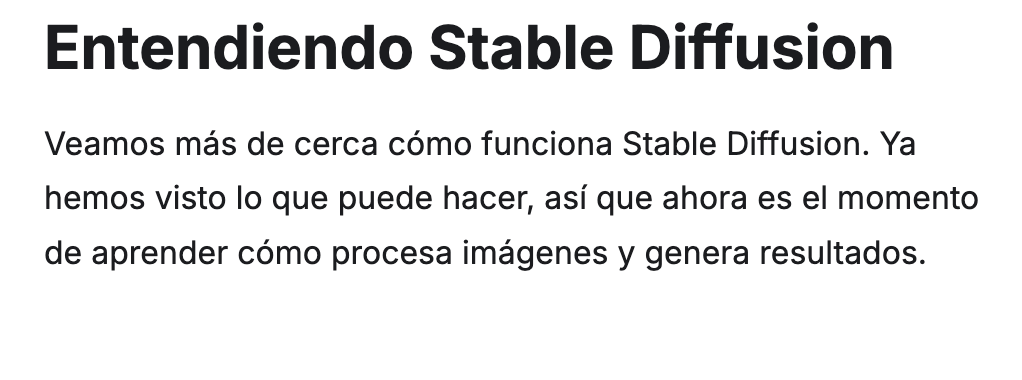 Entendiendo Stable Diffusion
Veamos más de cerca cómo funciona Stable Diffusion. Ya
hemos visto lo que puede hacer, así que ahora es el momento
de aprender cómo procesa imágenes y genera resultados.